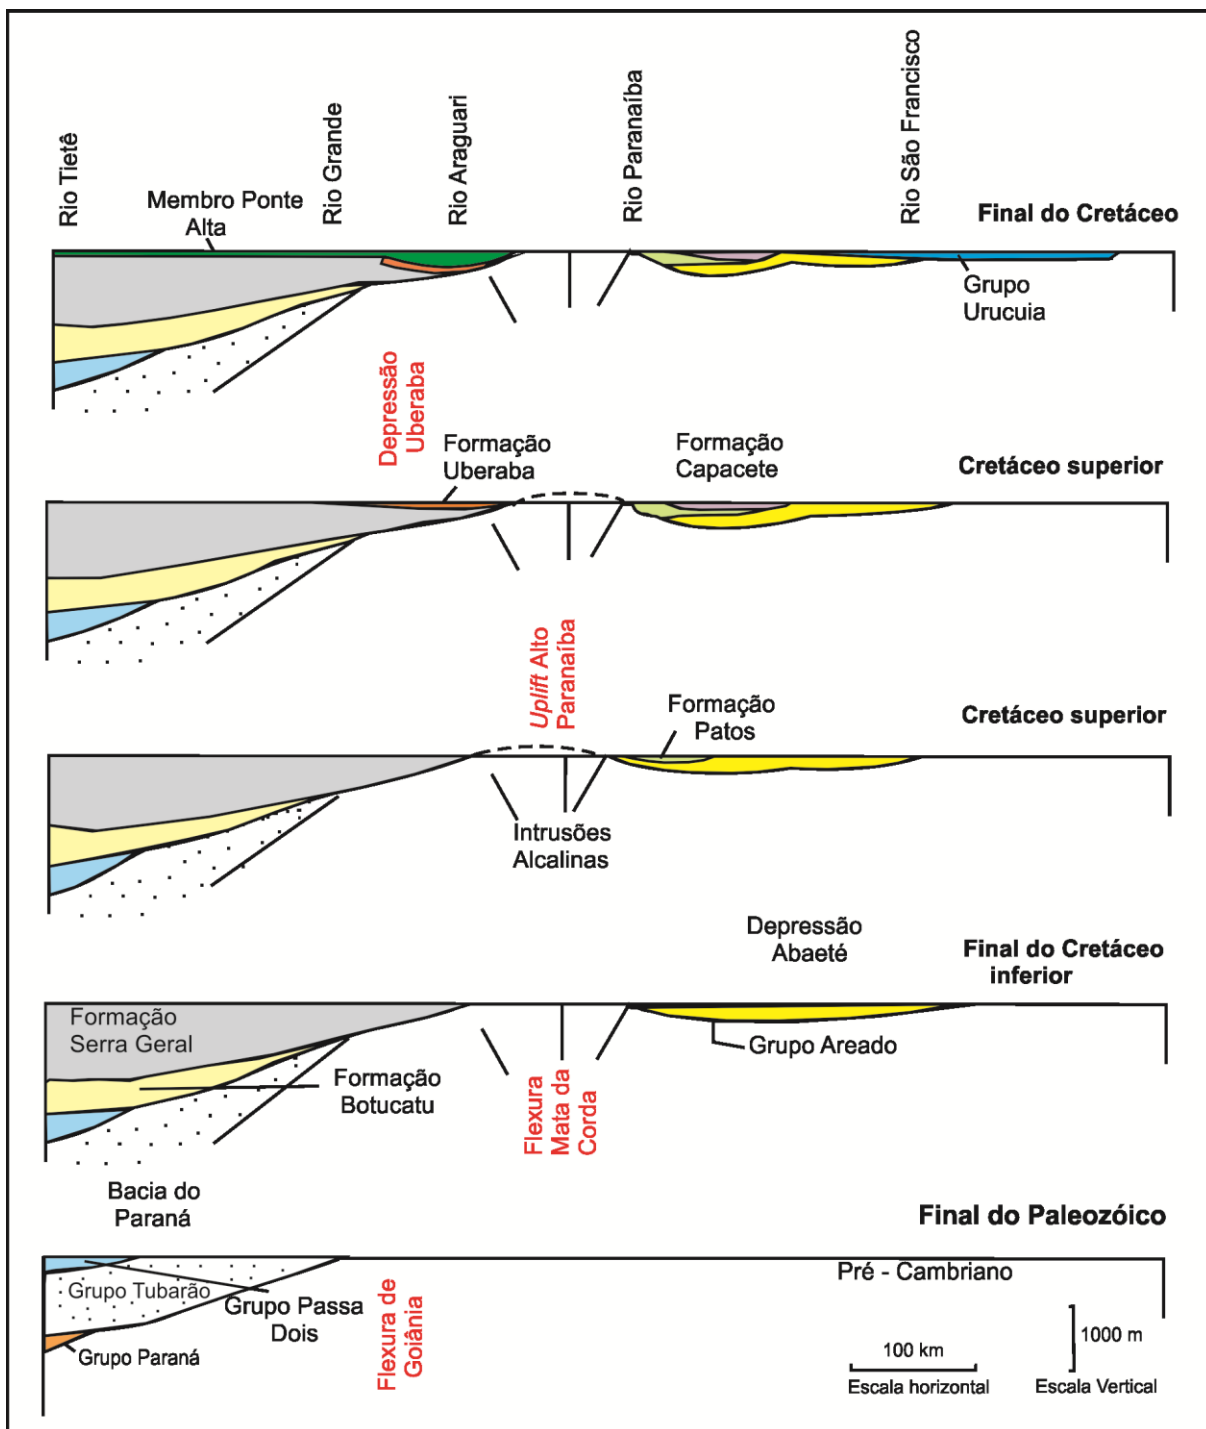 Rio Tietê
Rio Grande
Rio Araguari
Rio Paranaíba
Rio São Francisco
Membro Ponte
Alta
Final do Cretáceo
Grupo
Urucuia
Depressão
Uberaba
Formação
Uberaba
Formação
Capacete
Cretáceo superior
Uplift Alto
Paranaíba
Formação
Patos
Cretáceo superior
Intrusões
Alcalinas
Depressão
Abaeté
Final do Cretáceo
inferior
Formação
Serra Geral
Grupo Areado
Formação
Botucatu
Flexura
Mata da
Corda
Bacia do
Paraná
Final do Paleozóico
Pré - Cambriano
Grupo Tubarão
Grupo Passa
Dois
Grupo Paraná
Flexura de
Goiânia
100 km
Escala horizontal
1000 m
Escala Vertical